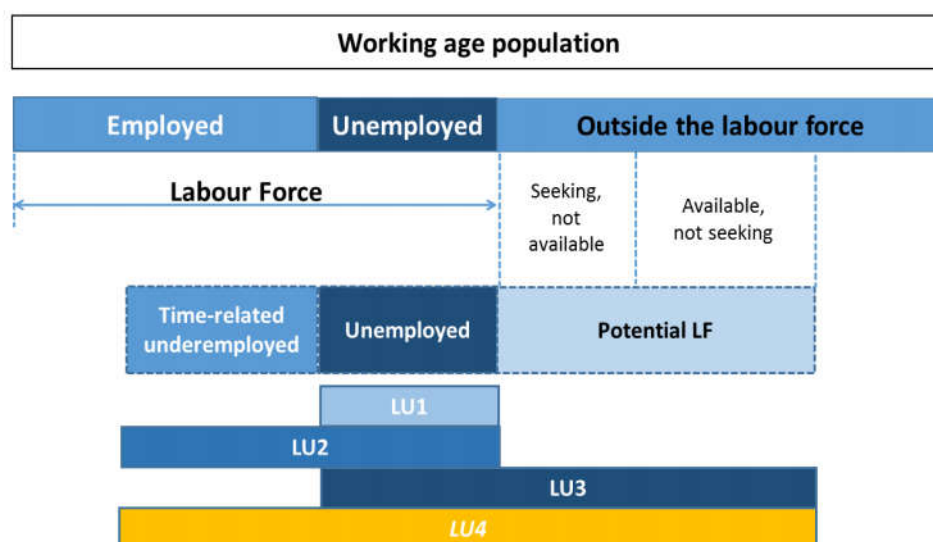 Working age population
Employed
Unemployed
Outside the labour force
Labour Force
Seeking,
not
available
Available,
not seeking
Time-related
underemployed
Unemployed
Potential LF
LU1
LU2
LU3
LU4